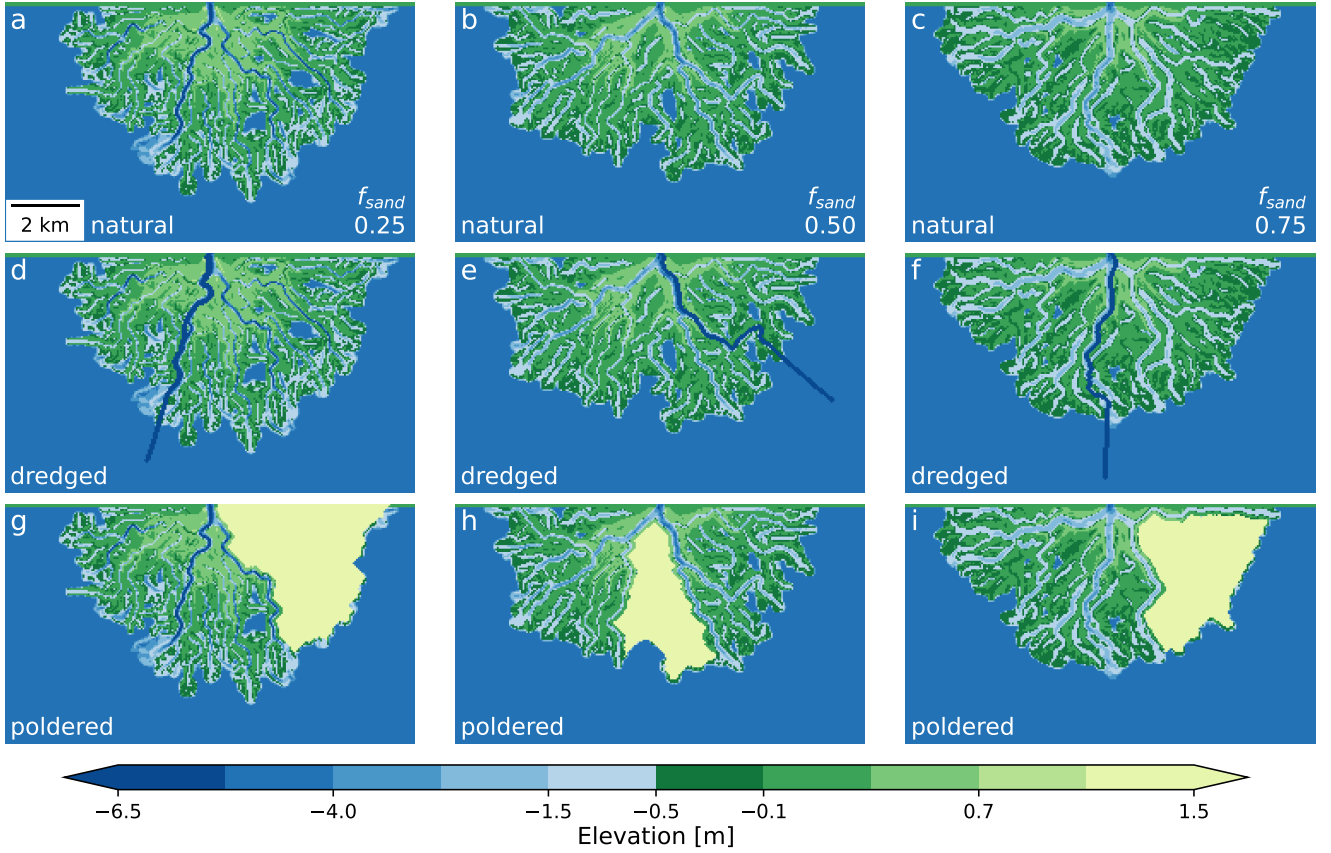 a
b
c
f_sand
f_sand
f_sand
2 km
natural
0.25
natural
0.50
natural
0.75
d
e
f
dredged
dredged
dredged
g
h
i
poldered
poldered
poldered
−6.5
−4.0
−1.5
−0.5
−0.1
0.7
1.5
Elevation [m]